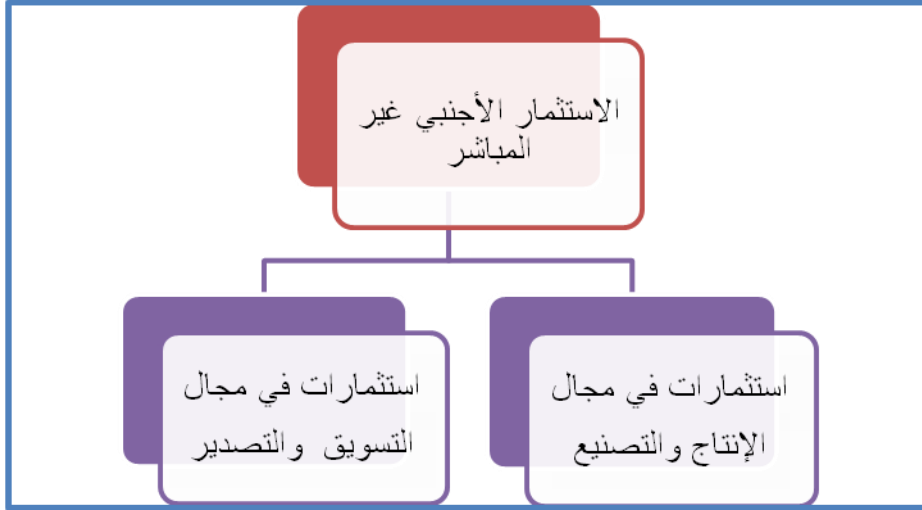 الاستثمار الأجنبي غير
المباشر
استثمارات في مجال
الإنتاج والتصنيع
استثمارات في مجال
التسويق والتصدير